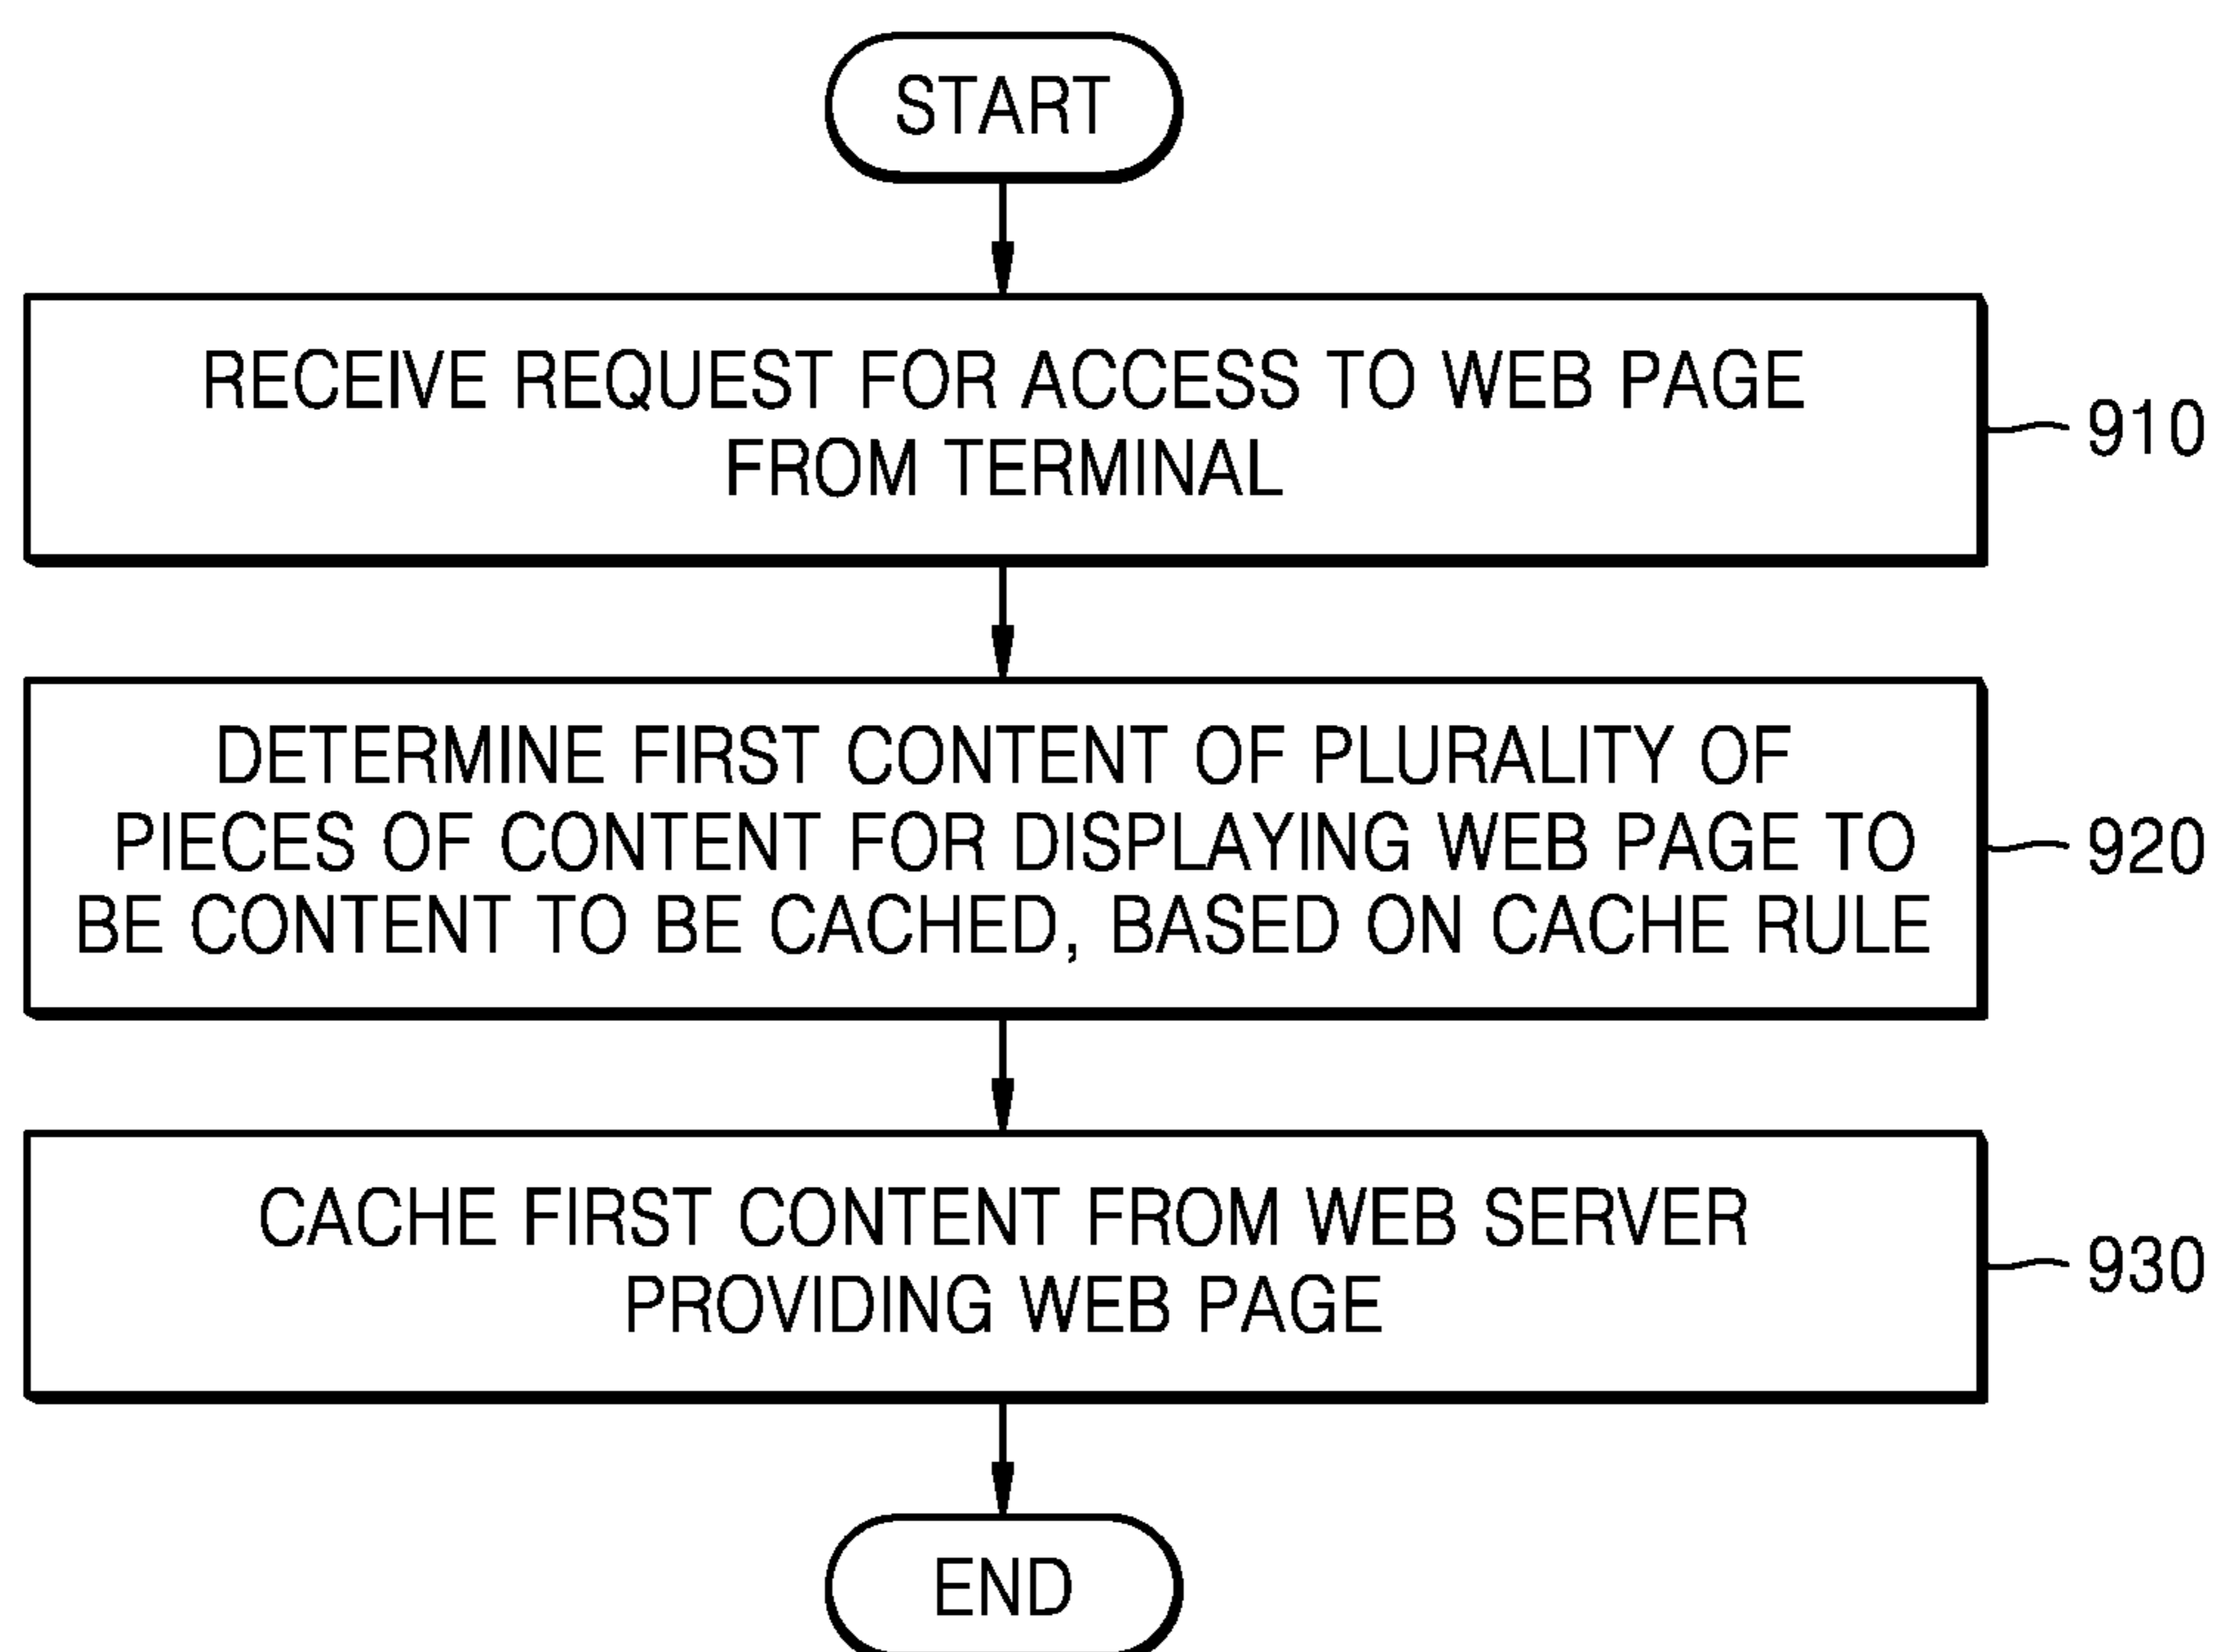 START
RECEIVE REQUEST FOR ACCESS TO WEB PAGE
FROM TERMINAL
910
DETERMINE FIRST CONTENT OF PLURALITY OF
PIECES OF CONTENT FOR DISPLAYING WEB PAGE TO
BE CONTENT TO BE CACHED, BASED ON CACHE RULE
920
CACHE FIRST CONTENT FROM WEB SERVER
PROVIDING WEB PAGE
930
END